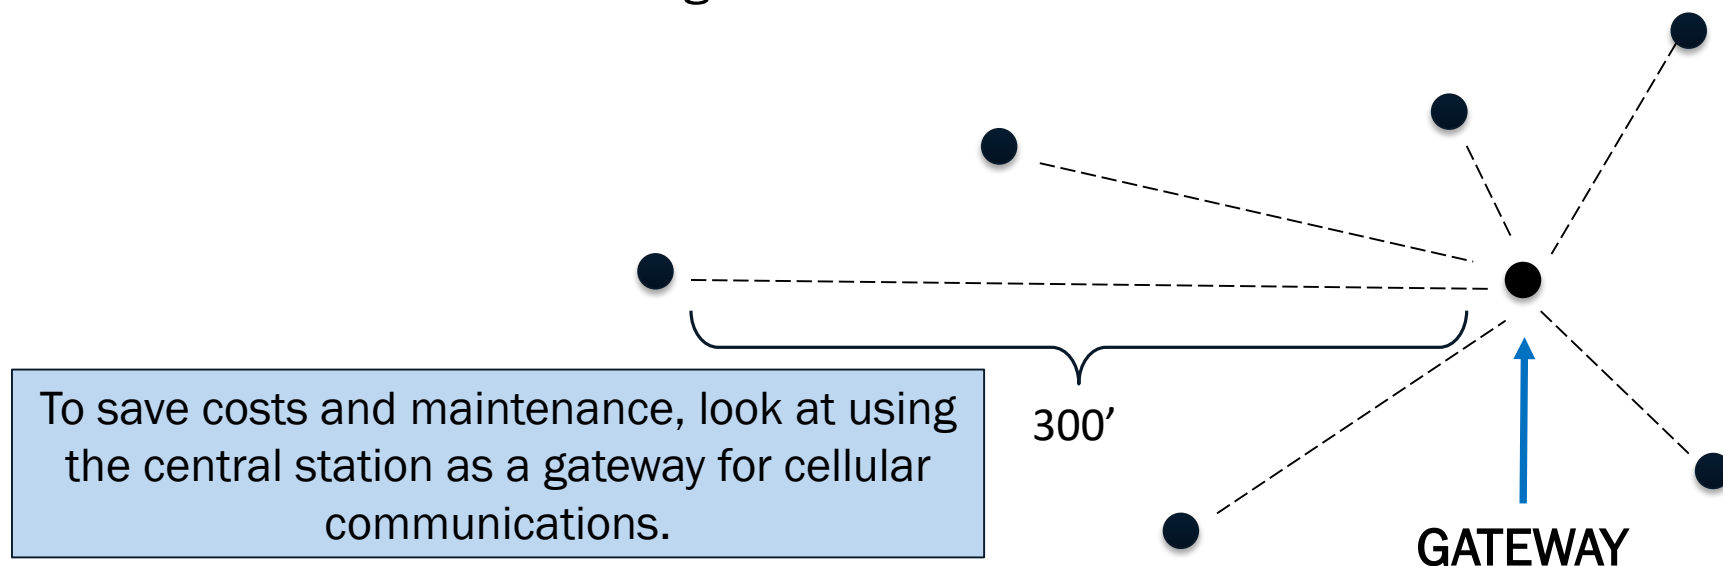 To save costs and maintenance, look at using
the central station as a gateway for cellular
communications.
300’
GATEWAY